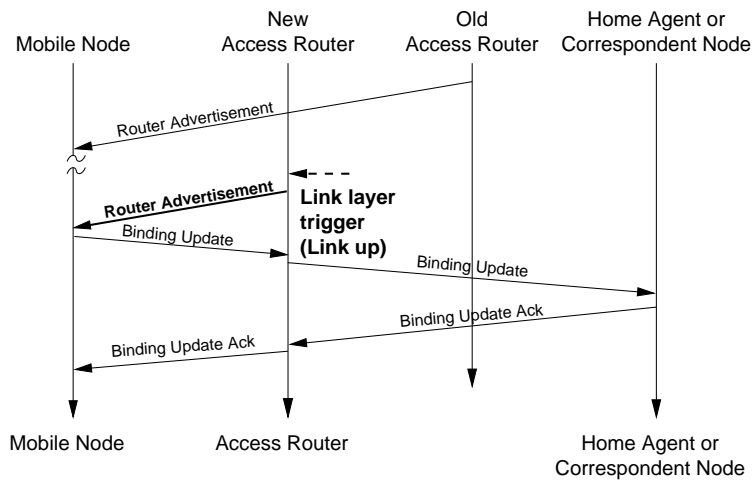 Mobile Node
New
Access Router
Old
Access Router
Home Agent or
Correspondent Node
Router Advertisement
Router Advertisement
Link layer
trigger
(Link up)
Binding Update
Binding Update
Binding Update Ack
Binding Update Ack
Mobile Node
Access Router
Home Agent or
Correspondent Node